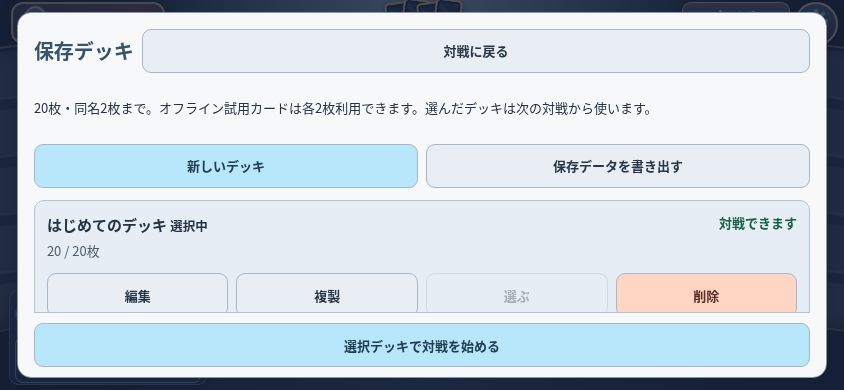 保存デッキ
対戦に戻る
20枚・同名2枚まで。オフライン試用カードは各2枚利用できます。選んだデッキは次の対戦から使います。
新しいデッキ
保存データを書き出す
はじめてのデッキ 選択中
対戦できます
20 / 20枚
編集
複製
選ぶ
削除
選択デッキで対戦を始める